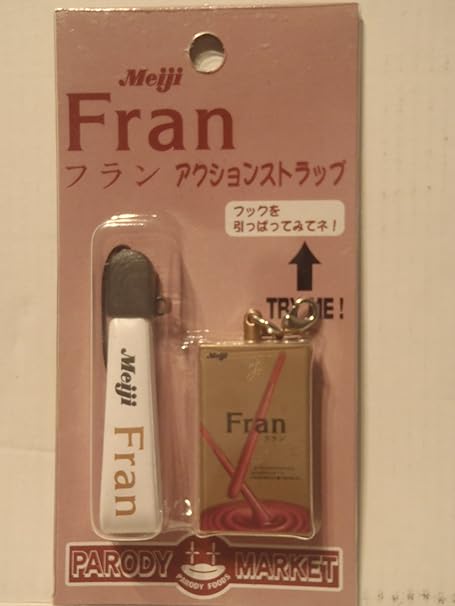 Meiji
Fran
フラン アクションストラップ
フックを
引っぱってみてネ!
TRY ME!
Meiji Fran
Meiji
Fran
フラン
PARODY MARKET
PARODY FOODS